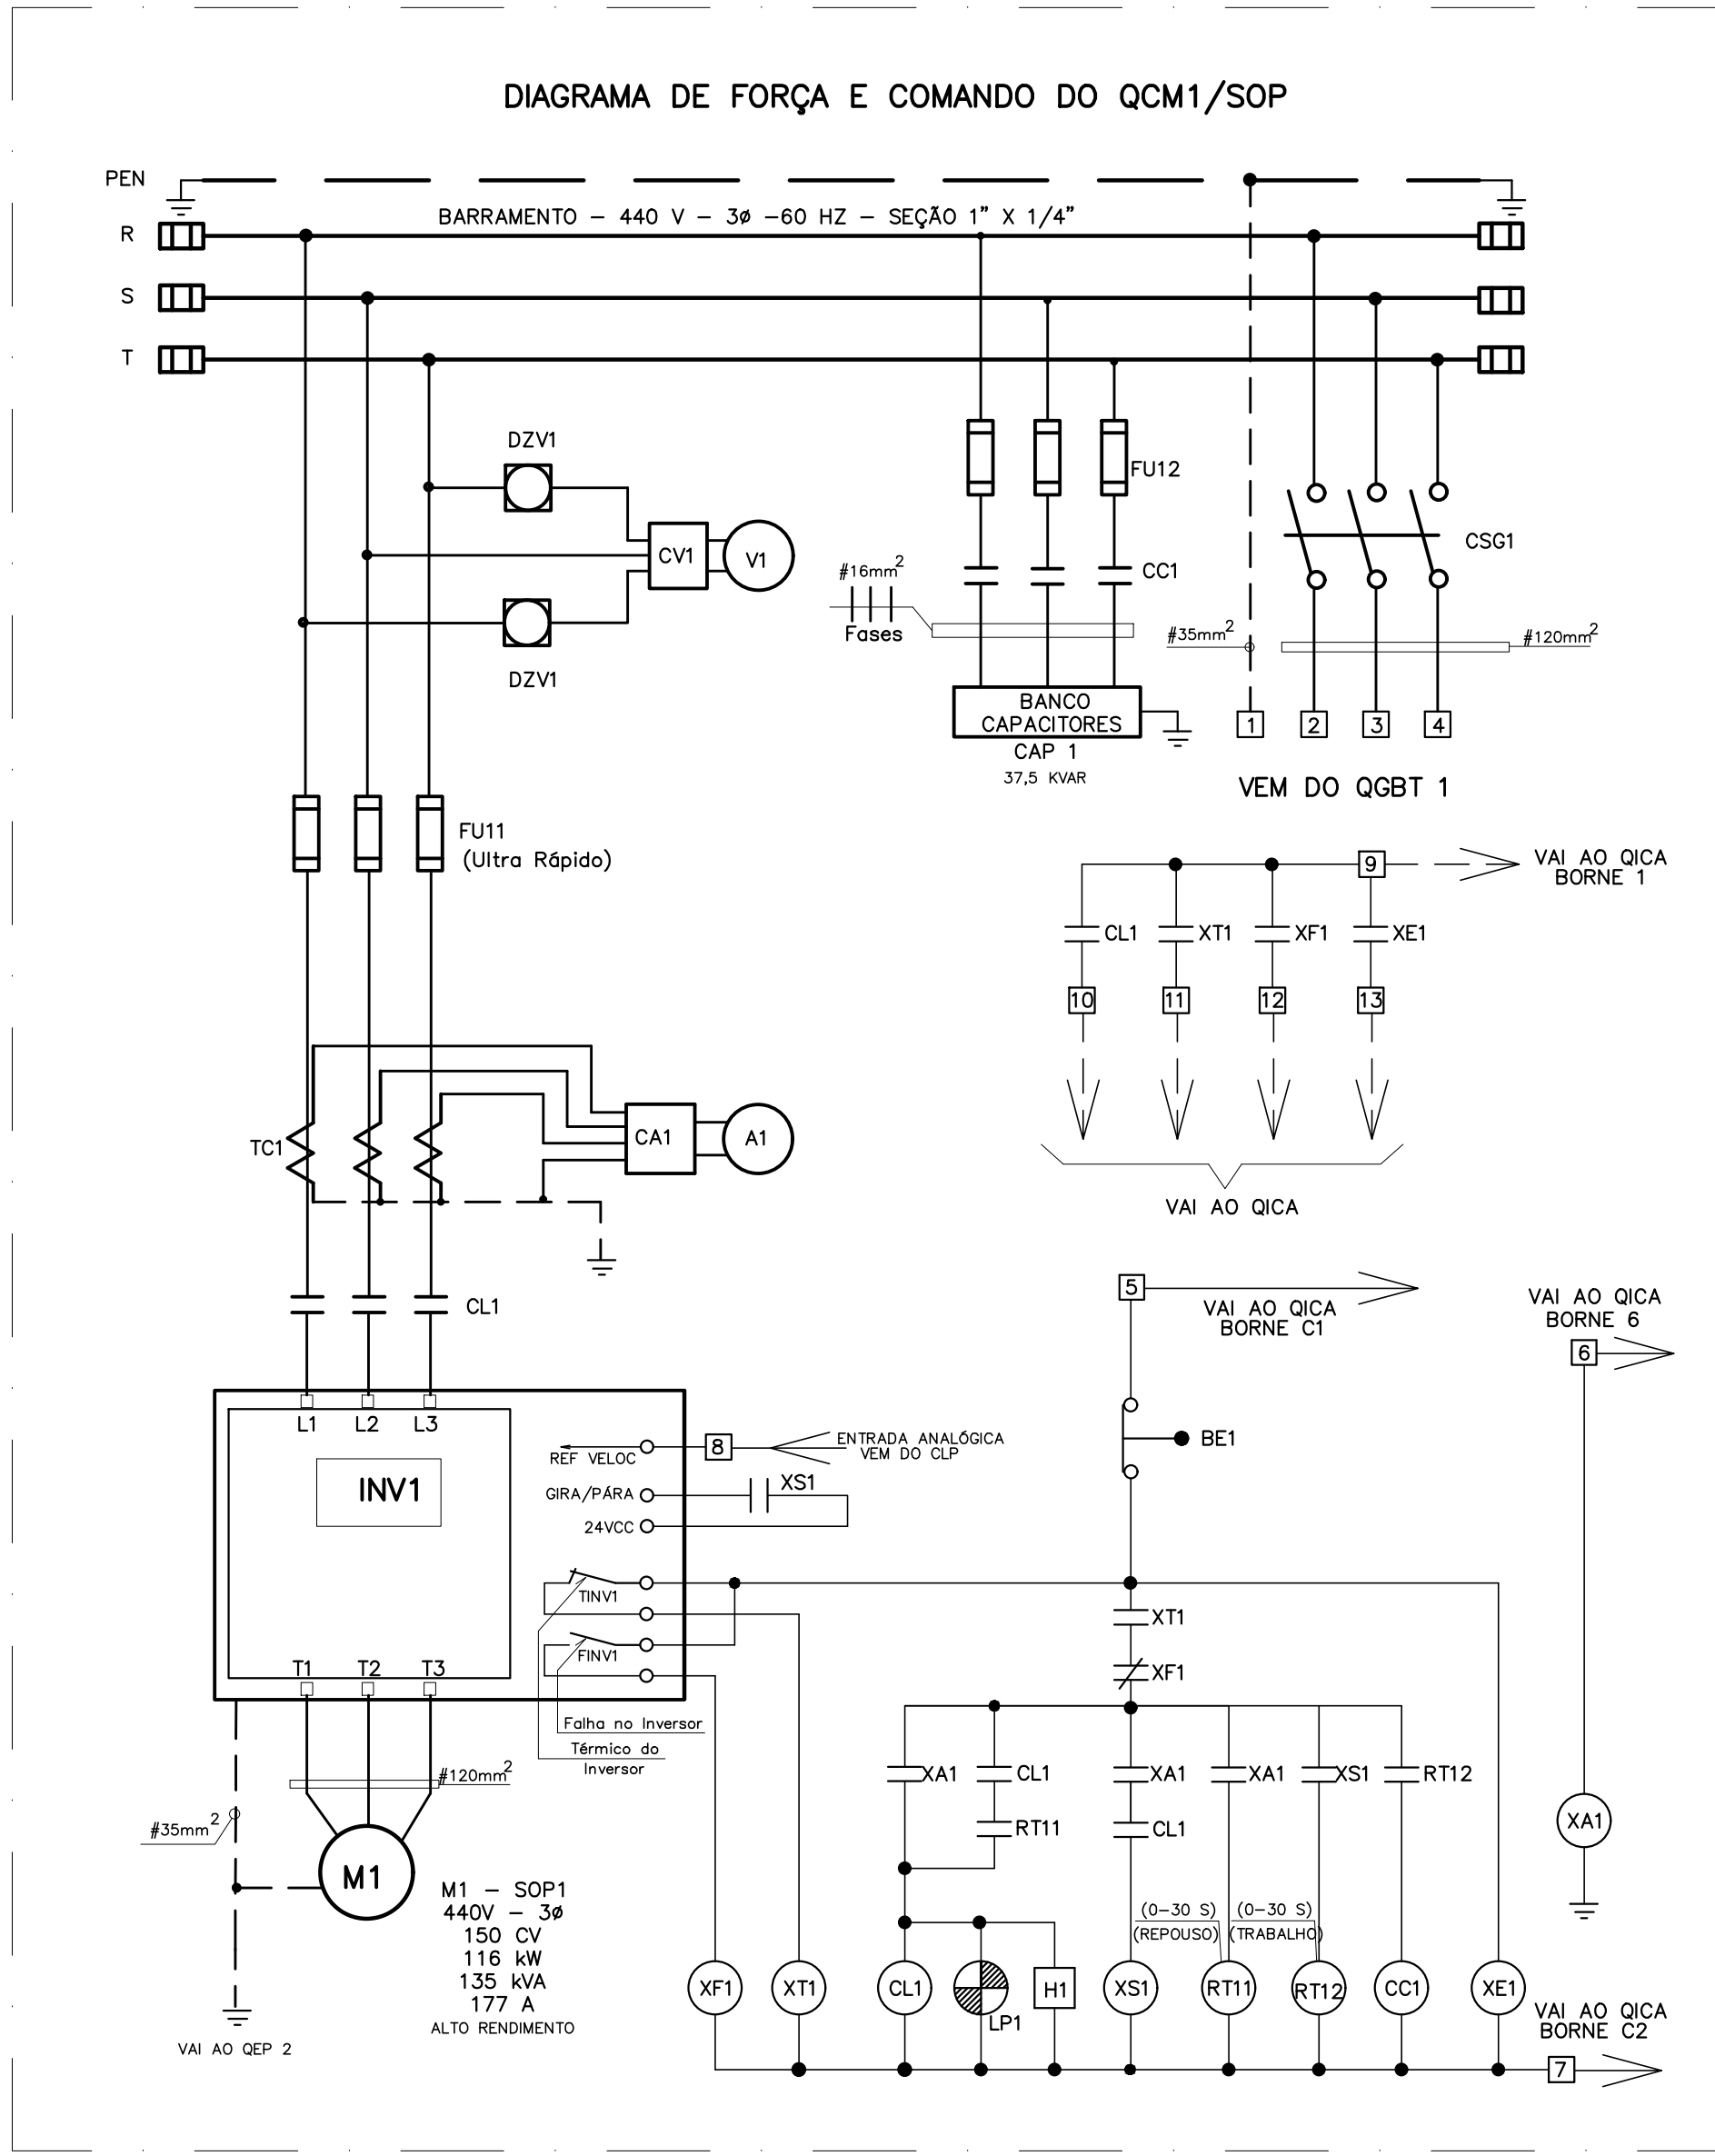 DIAGRAMA DE FORÇA E COMANDO DO QCM1/SOP
PEN
BARRAMENTO - 440 V - 3ø -60 HZ - SEÇÃO 1" X 1/4"
R
S
T
DZV1
CV1
V1
DZV1
FU12
CC1
#16mm²
Fases
CSG1
#35mm²
#120mm²
BANCO
CAPACITORES
CAP 1
37,5 KVAR
1
2
3
4
VEM DO QGBT 1
FU11
(Ultra Rápido)
9
VAI AO QICA
BORNE 1
CL1
XT1
XF1
XE1
10
11
12
13
VAI AO QICA
TC1
CA1
A1
CL1
5
VAI AO QICA
BORNE C1
VAI AO QICA
BORNE 6
6
L1
L2
L3
INV1
REF VELOC
8
ENTRADA ANALÓGICA
VEM DO CLP
BE1
GIRA/PÁRA
XS1
24VCC
TINV1
FINV1
T1
T2
T3
XT1
XF1
Falha no Inversor
Térmico do
Inversor
#120mm²
#35mm²
XA1
CL1
XA1
XA1
XS1
RT12
RT11
CL1
XA1
M1
M1 - SOP1
440V - 3ø
150 CV
116 kW
135 kVA
177 A
ALTO RENDIMENTO
(0-30 S)
(REPOUSO)
(0-30 S)
(TRABALHO)
XF1
XT1
CL1
LP1
H1
XS1
RT11
RT12
CC1
XE1
VAI AO QICA
BORNE C2
7
VAI AO QEP 2